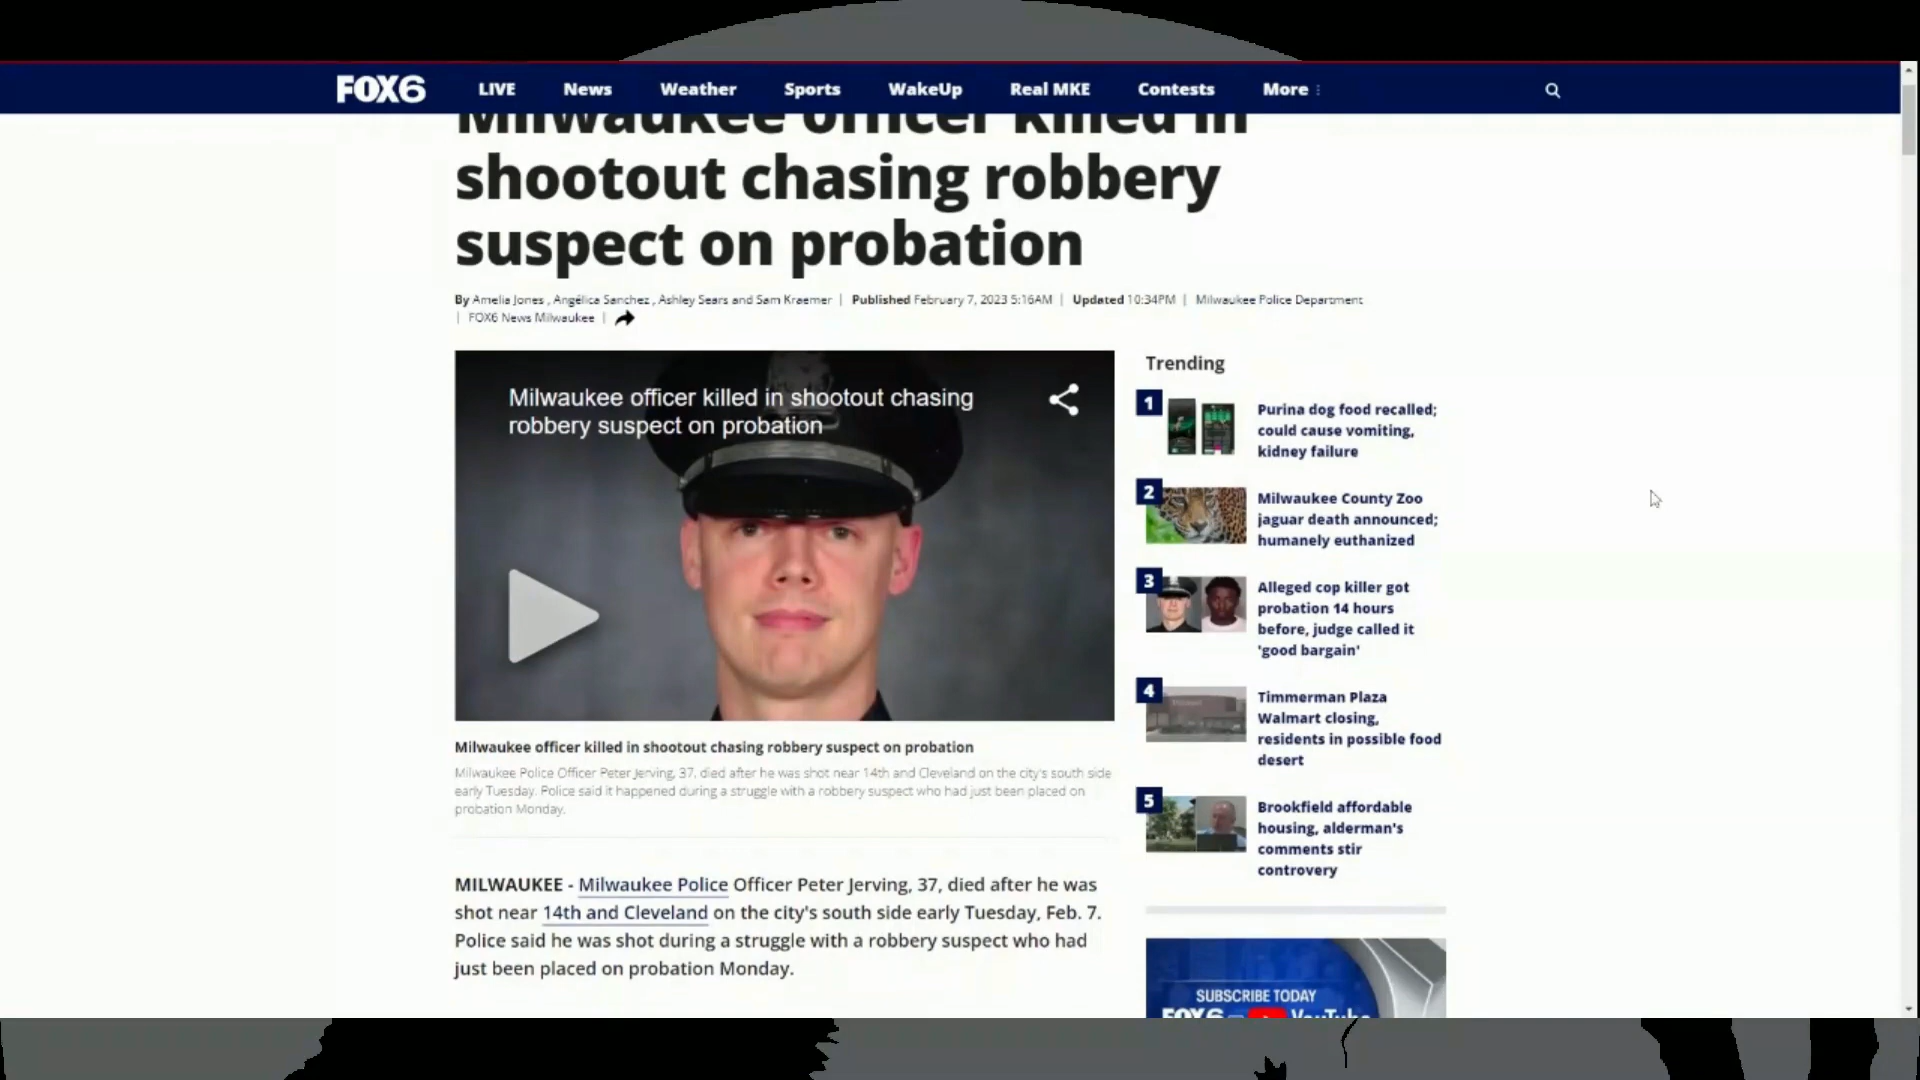 FOX6 LIVE News Weather Sports WakeUp Real MKE Contests More
Milwaukee officer killed in
shootout chasing robbery
suspect on probation
By Amelia Jones , Angélica Sanchez , Ashley Sears and Sam Kraemer | Published February 7, 2023 5:16AM | Updated 10:34PM | Milwaukee Police Department
| FOX6 News Milwaukee |
Milwaukee officer killed in shootout chasing
robbery suspect on probation
Milwaukee officer killed in shootout chasing robbery suspect on probation
Milwaukee Police Officer Peter Jerving, 37, died after he was shot near 14th and Cleveland on the city's south side
early Tuesday. Police said it happened during a struggle with a robbery suspect who had just been placed on
probation Monday.
MILWAUKEE - Milwaukee Police Officer Peter Jerving, 37, died after he was
shot near 14th and Cleveland on the city's south side early Tuesday, Feb. 7.
Police said he was shot during a struggle with a robbery suspect who had
just been placed on probation Monday.
Trending
1
Purina dog food recalled;
could cause vomiting,
kidney failure
2
Milwaukee County Zoo
jaguar death announced;
humanely euthanized
3
Alleged cop killer got
probation 14 hours
before, judge called it
'good bargain'
4
Timmerman Plaza
Walmart closing,
residents in possible food
desert
5
Brookfield affordable
housing, alderman's
comments stir
controvery
SUBSCRIBE TODAY
FOX6 YouTube